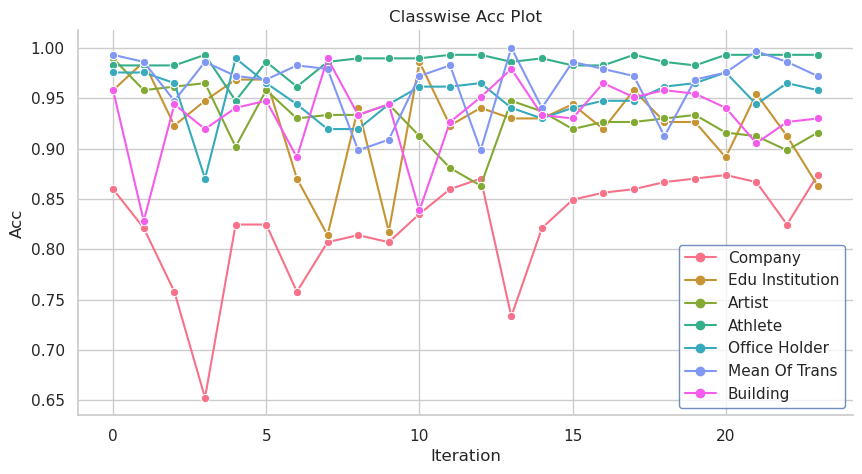 Classwise Acc Plot
1.00
0.95
0.90
0.85
0.80
0.75
0.70
0.65
Acc
0 5 10 15 20
Iteration
Company
Edu Institution
Artist
Athlete
Office Holder
Mean Of Trans
Building